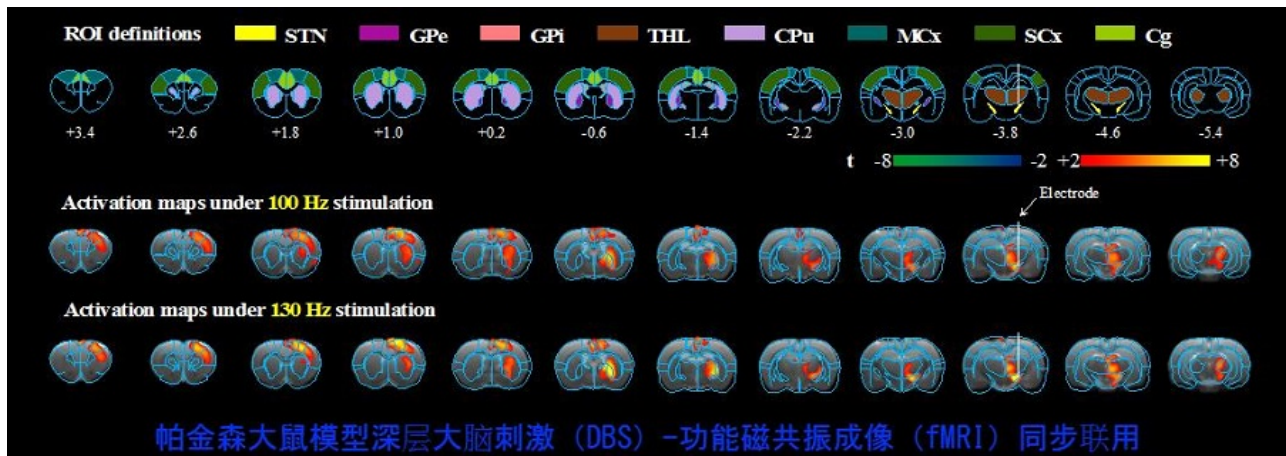 ROI definitions STN GPe GPi THL CPu MCx SCx Cg
+3.4 +2.6 +1.8 +1.0 +0.2 -0.6 -1.4 -2.2 -3.0 -3.8 -4.6 -5.4
t -8 -2 +2 +8
Electrode
Activation maps under 100 Hz stimulation
Activation maps under 130 Hz stimulation
帕金森大鼠模型深层大脑刺激 (DBS) -功能磁共振成像 (fMRI) 同步联用